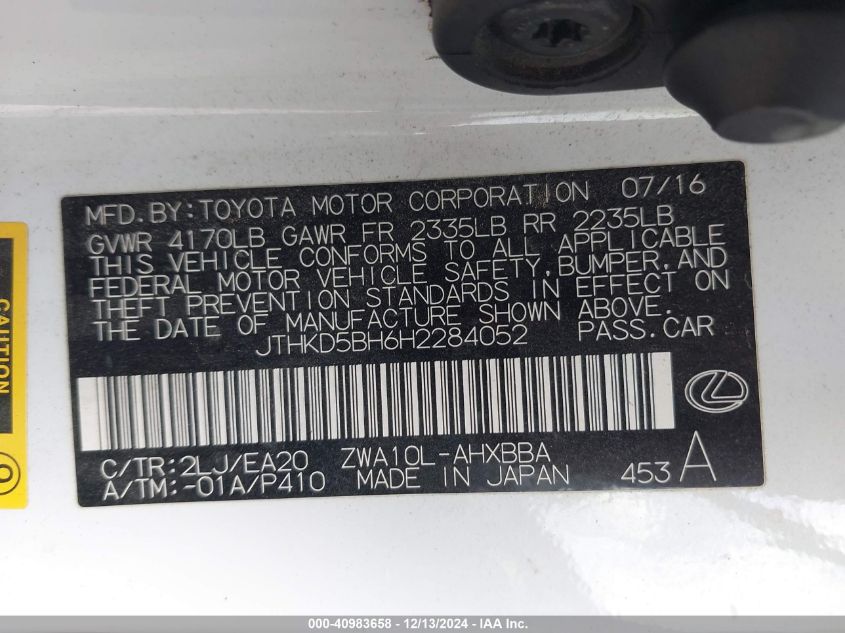 MFD. BY: TOYOTA MOTOR CORPORATION 07/16
GVWR 4170LB GAWR FR 2335LB RR 2235LB
THIS VEHICLE CONFORMS TO ALL APPLICABLE
FEDERAL MOTOR VEHICLE SAFETY, BUMPER, AND
THEFT PREVENTION STANDARDS IN EFFECT ON
THE DATE OF MANUFACTURE SHOWN ABOVE.
JTHKD5BH6H2284052 PASS. CAR
C/TR: 2LJ/EA20 ZWA10L-AHXBBA
A/TM: -01A/P410 MADE IN JAPAN 453 A
CAUTION
000-40983658 - 12/13/2024 - IAA Inc.